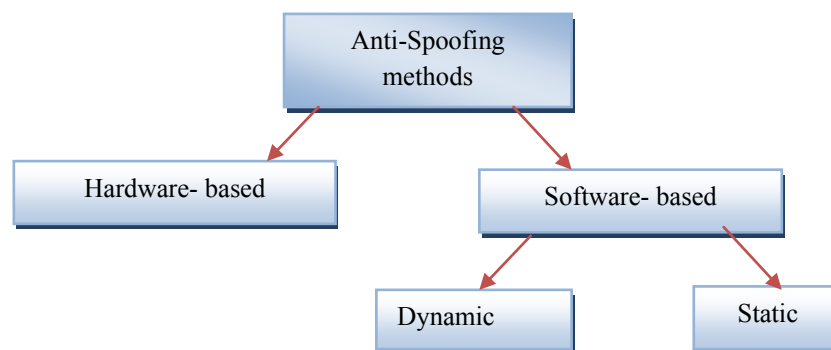 Anti-Spoofing
methods
Hardware- based
Software- based
Dynamic
Static